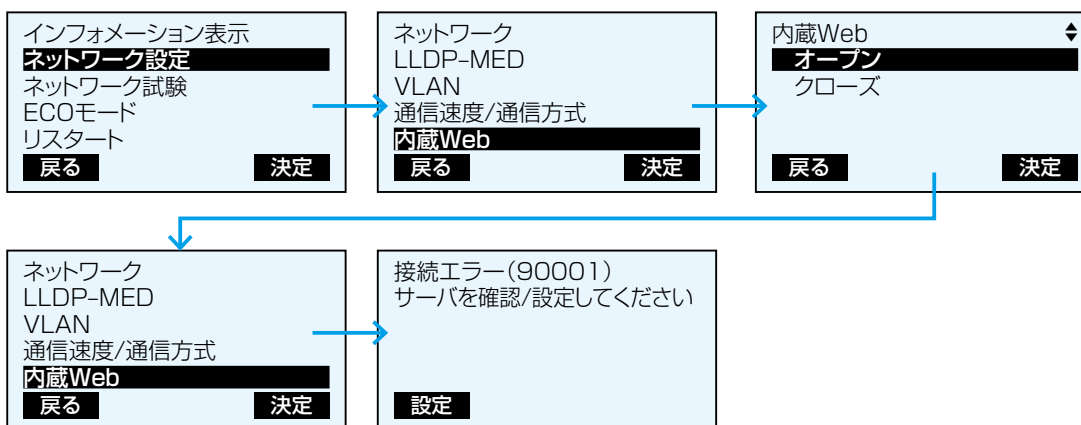 インフォメーション表示
ネットワーク設定
ネットワーク試験
ECOモード
リスタート
戻る 決定
ネットワーク
LLDP-MED
VLAN
通信速度/通信方式
内蔵Web
戻る 決定
内蔵Web
オープン
クローズ
戻る 決定
ネットワーク
LLDP-MED
VLAN
通信速度/通信方式
内蔵Web
戻る 決定
接続エラー(90001)
サーバを確認/設定してください
設定